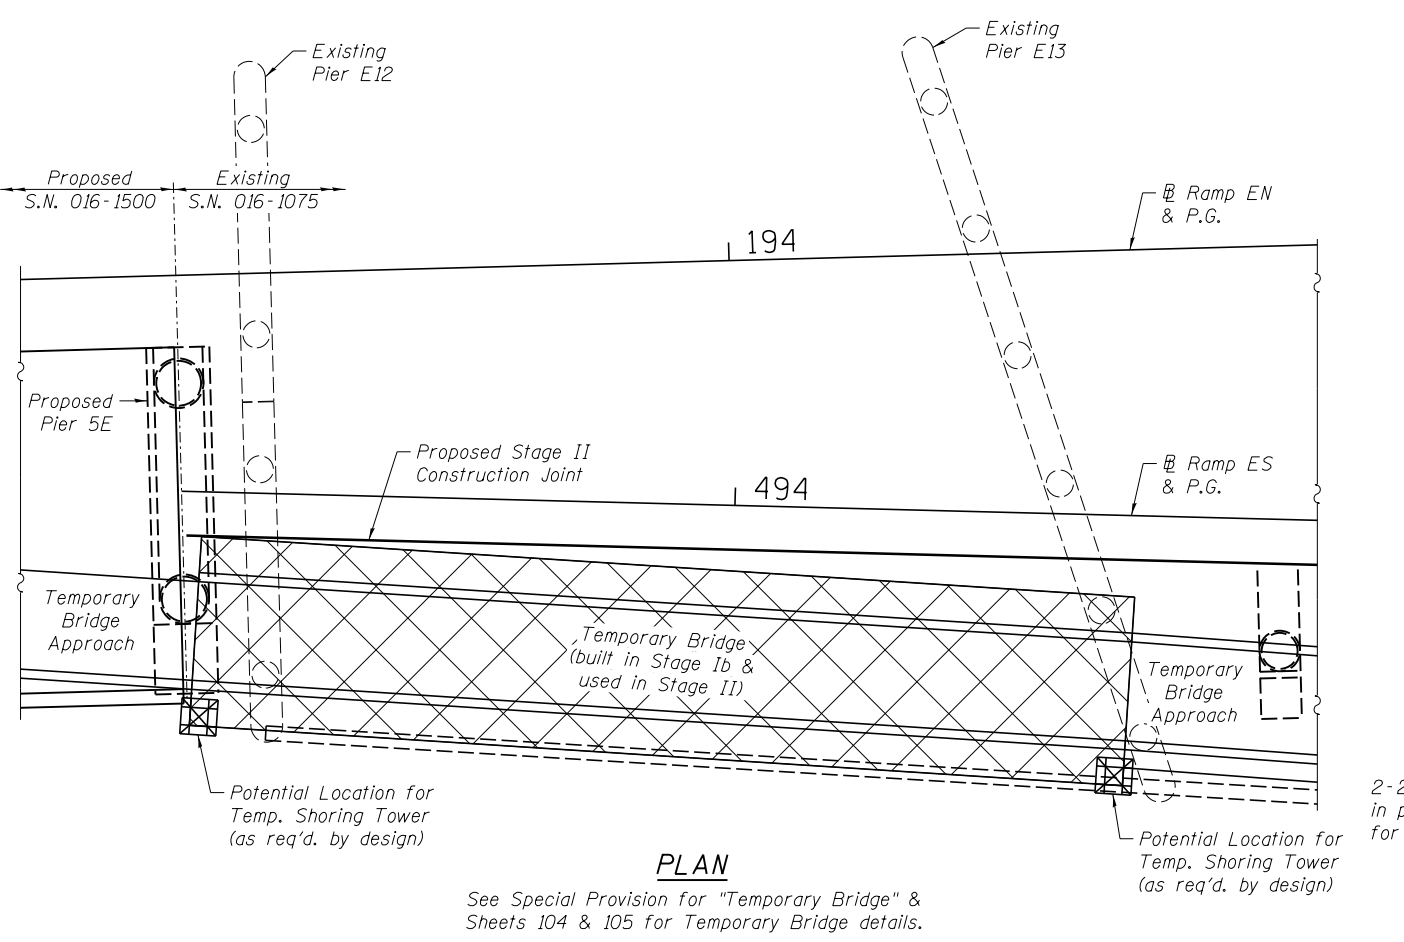 Existing
Pier E12
Existing
Pier E13
Proposed
S.N. 016-1500
Existing
S.N. 016-1075
194
℄ Ramp EN
& P.G.
Proposed
Pier 5E
Proposed Stage II
Construction Joint
494
℄ Ramp ES
& P.G.
Temporary
Bridge
Approach
Temporary Bridge
(built in Stage Ib &
used in Stage II)
Temporary
Bridge
Approach
Potential Location for
Temp. Shoring Tower
(as req'd. by design)
Potential Location for
Temp. Shoring Tower
(as req'd. by design)
2-2
in p
for
PLAN
See Special Provision for "Temporary Bridge" &
Sheets 104 & 105 for Temporary Bridge details.